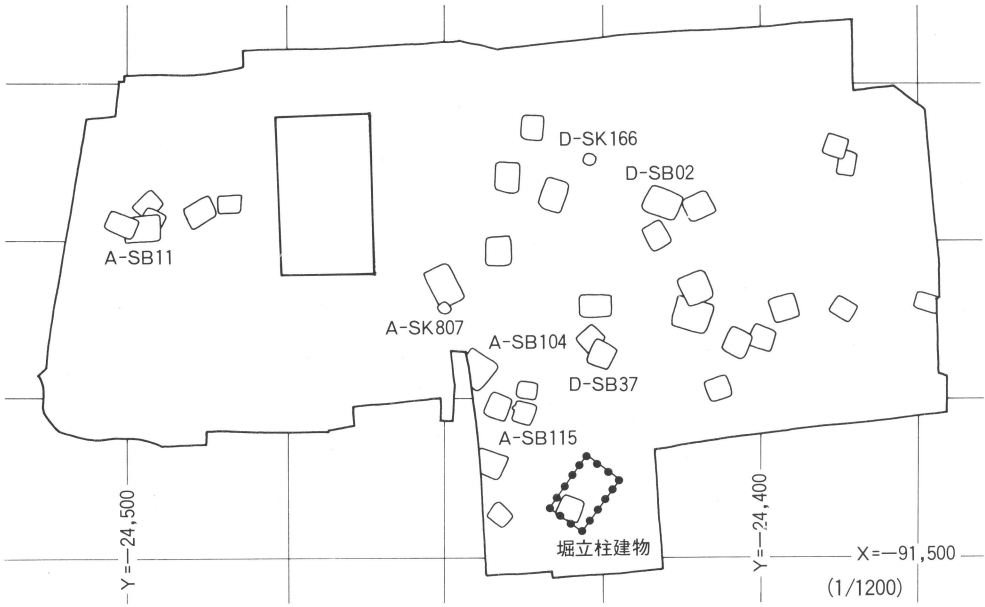 D-SK166
D-SB02
A-SB11
A-SK807
A-SB104
D-SB37
A-SB115
Y=-24,500
Y=-24,400
堀立柱建物
X=-91,500
(1/1200)